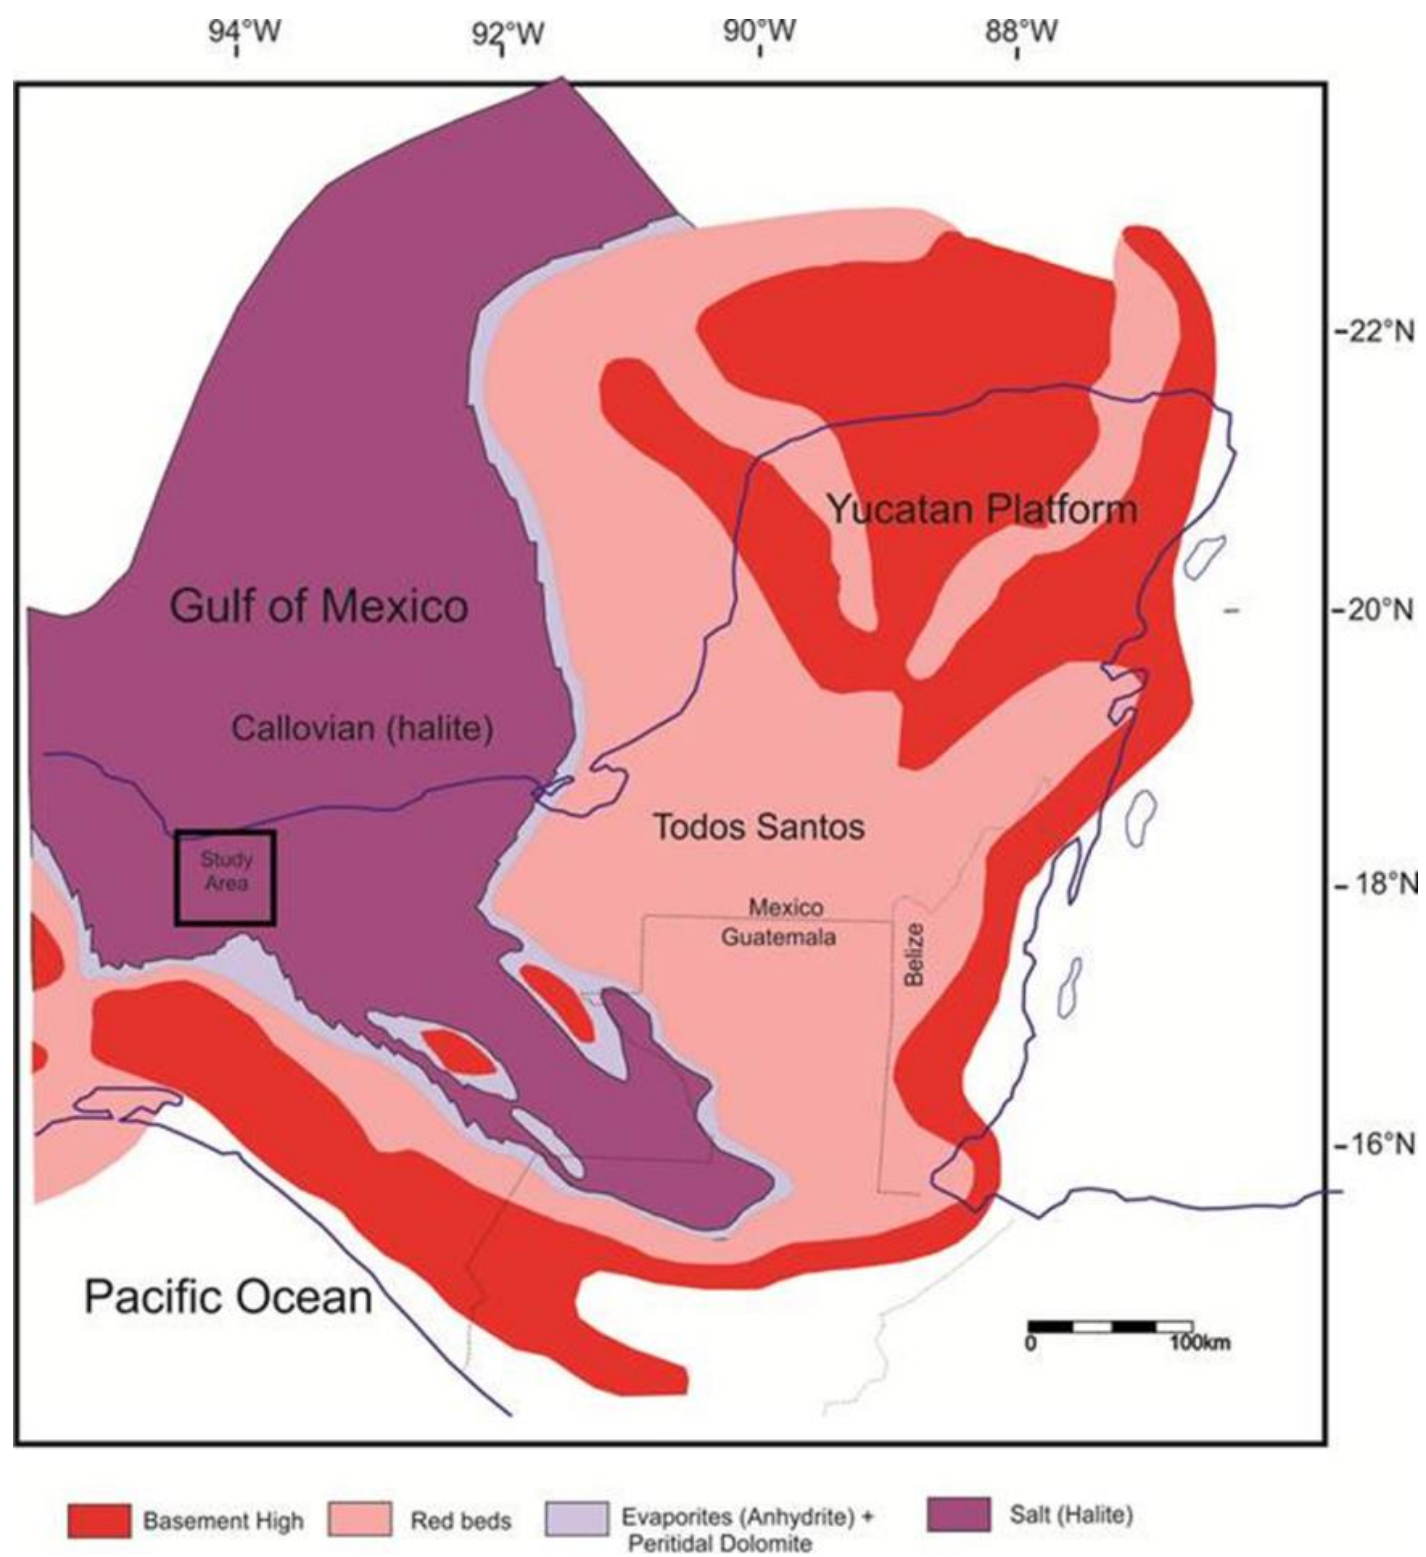 94°W 92°W 90°W 88°W
22°N
Yucatan Platform
Gulf of Mexico
20°N
Callovian (halite)
Todos Santos
Study
Area
18°N
Mexico
Guatemala
Belize
16°N
Pacific Ocean
0 100km
Basement High
Red beds
Evaporites (Anhydrite) +
Peritidal Dolomite
Salt (Halite)